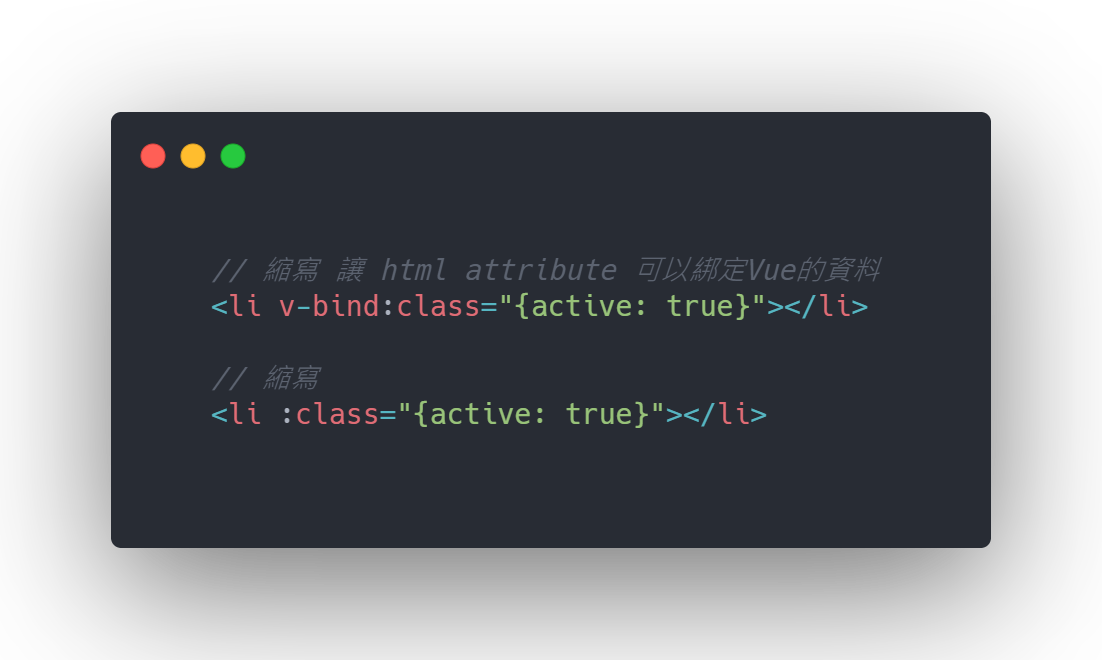 // 縮寫 讓 html attribute 可以綁定Vue的資料
<li v-bind:class="{active: true}"></li>
// 縮寫
<li :class="{active: true}"></li>